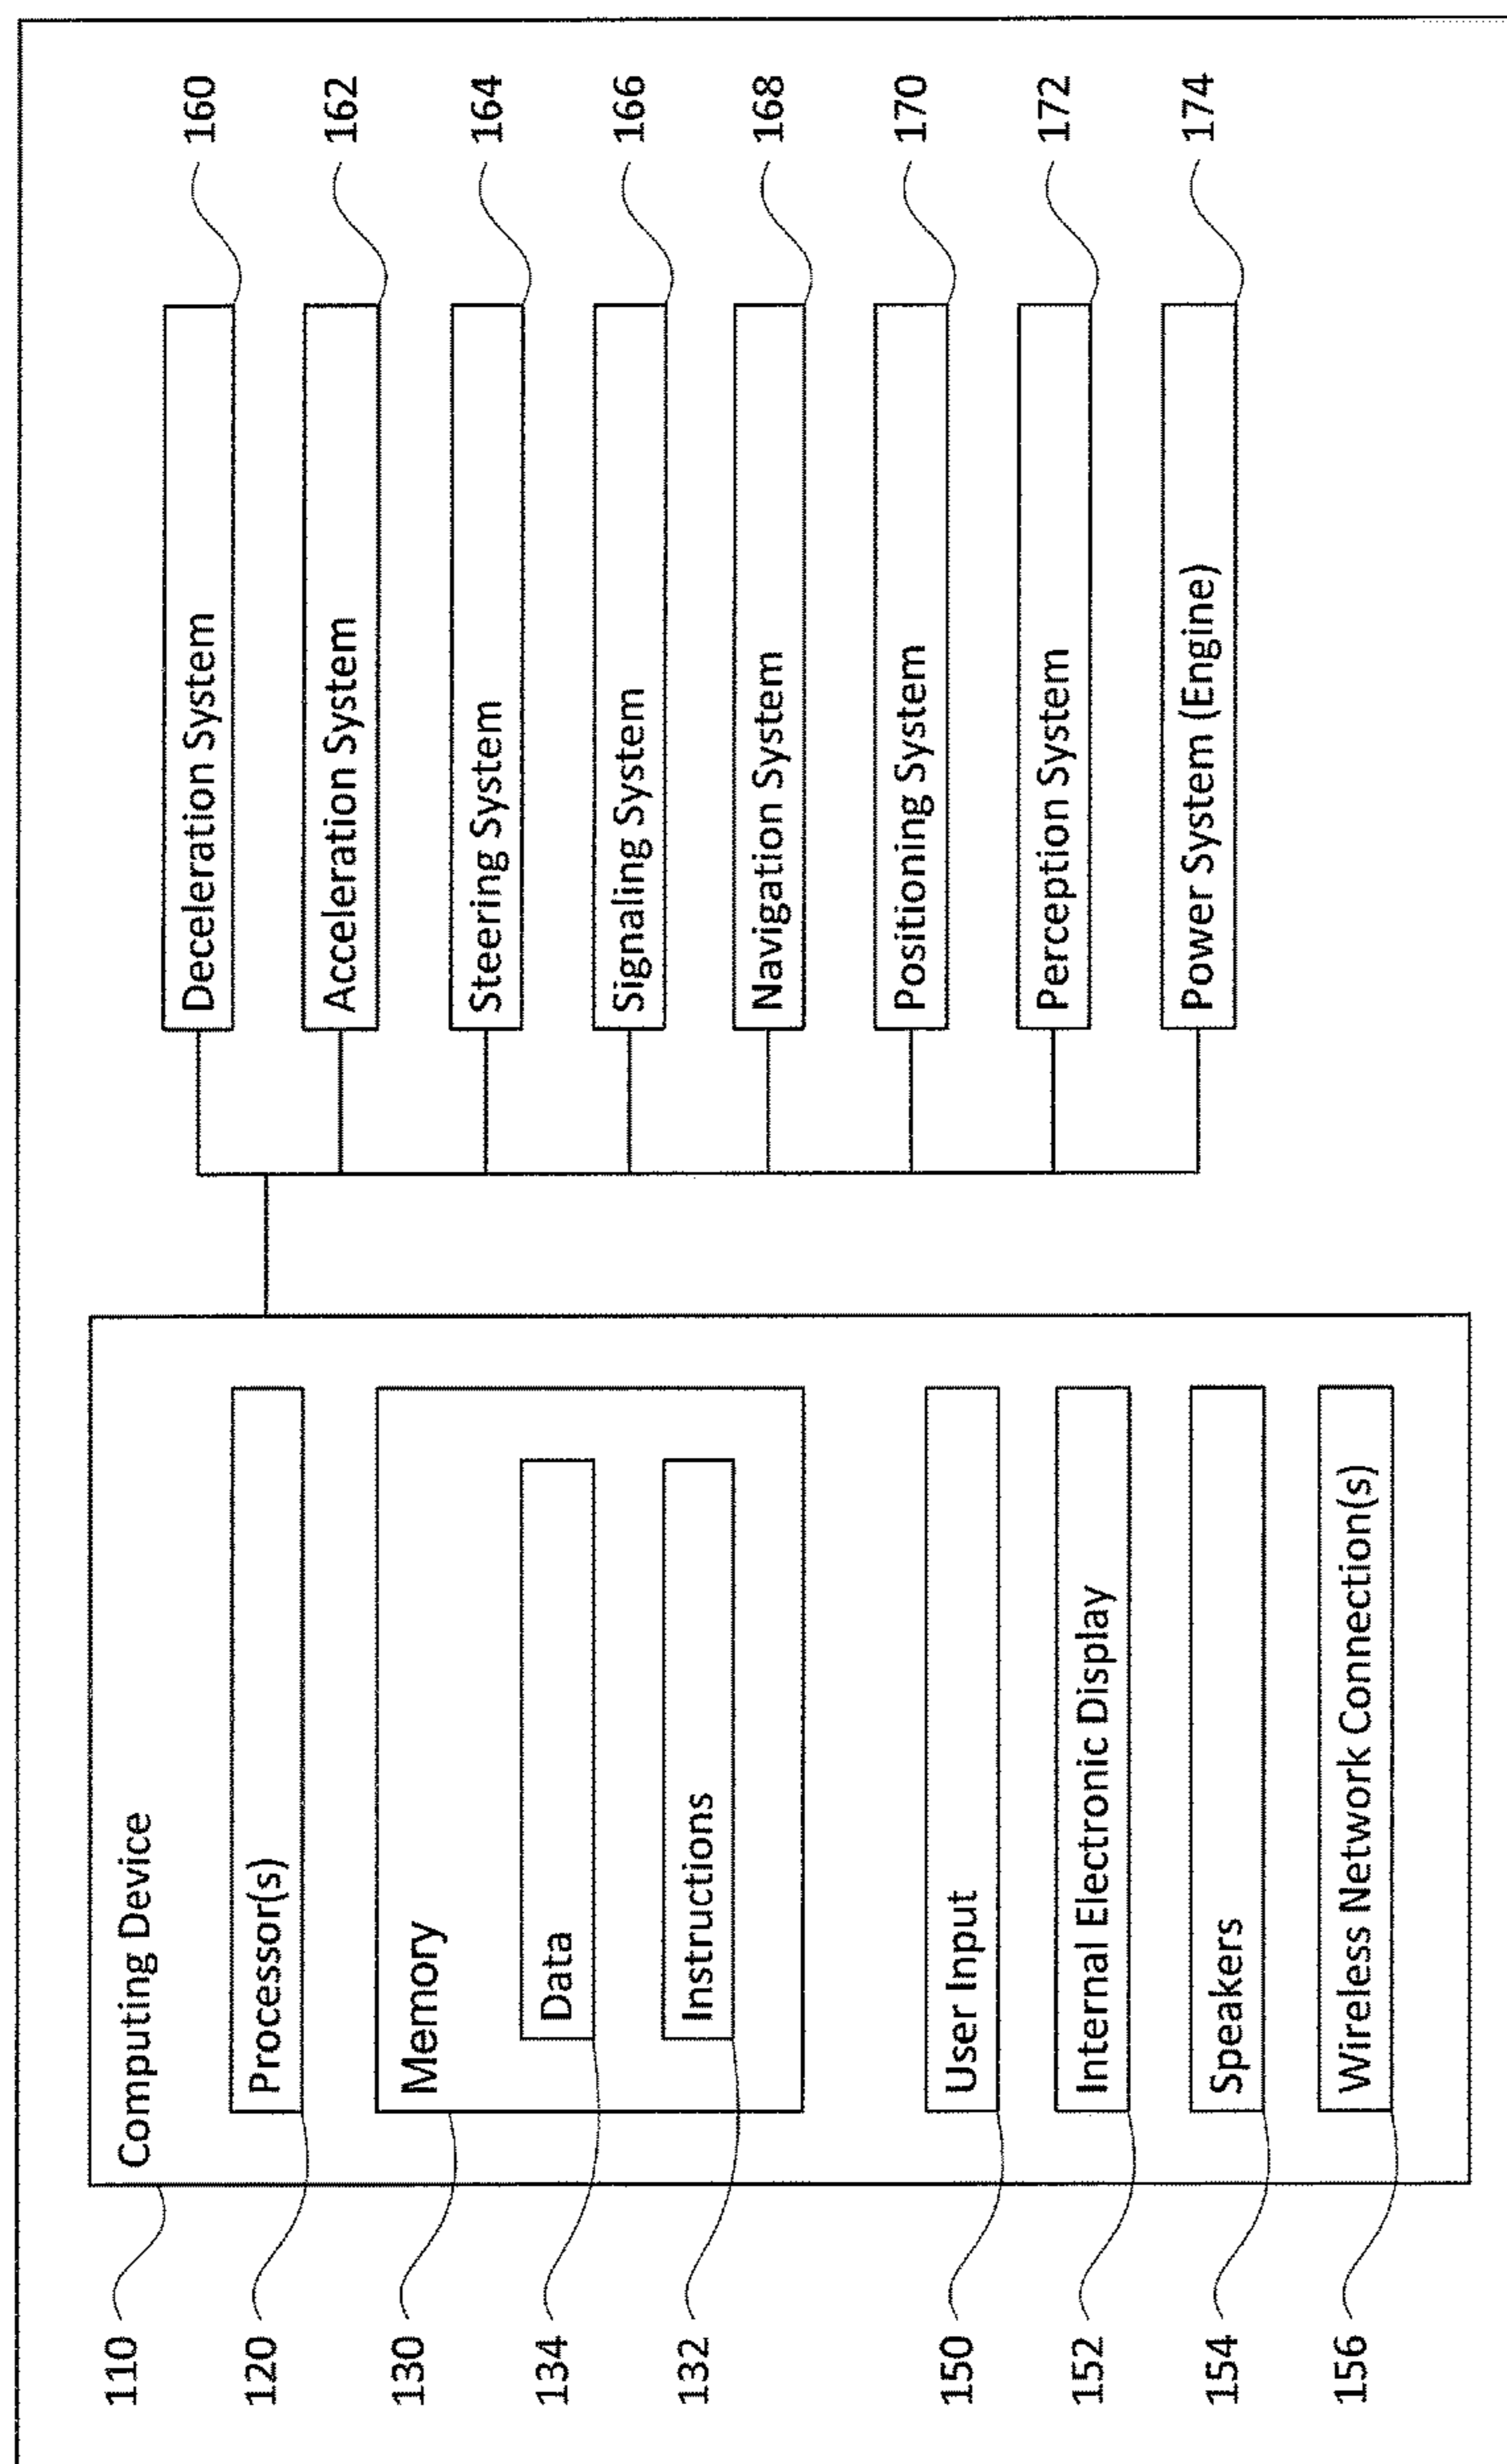 110
Computing Device
120
Processor(s)
130
Memory
134
Data
132
Instructions
150
User Input
152
Internal Electronic Display
154
Speakers
156
Wireless Network Connection(s)
Deceleration System
160
Acceleration System
162
Steering System
164
Signaling System
166
Navigation System
168
Positioning System
170
Perception System
172
Power System (Engine)
174